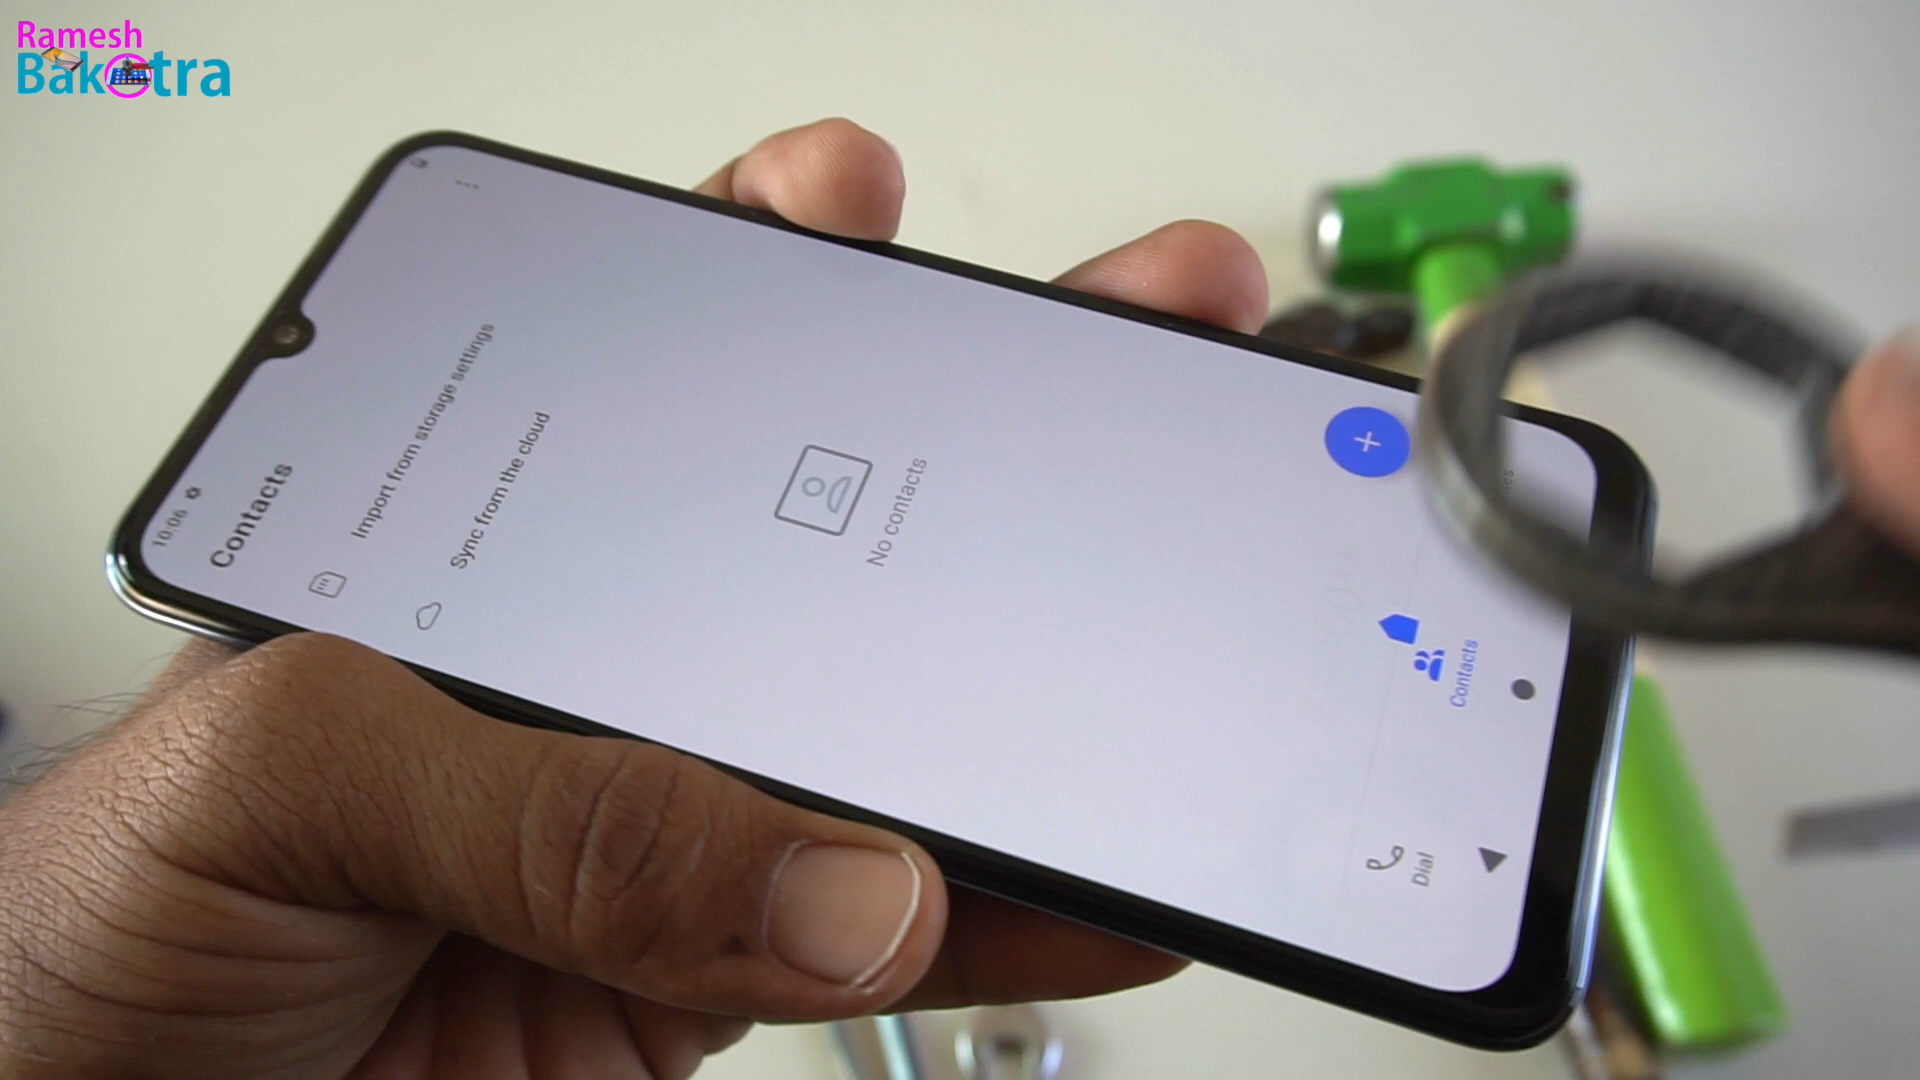 Ramesh
Bakotra
10:06
Contacts
Import from storage settings
Sync from the cloud
No contacts
Contacts
Dial